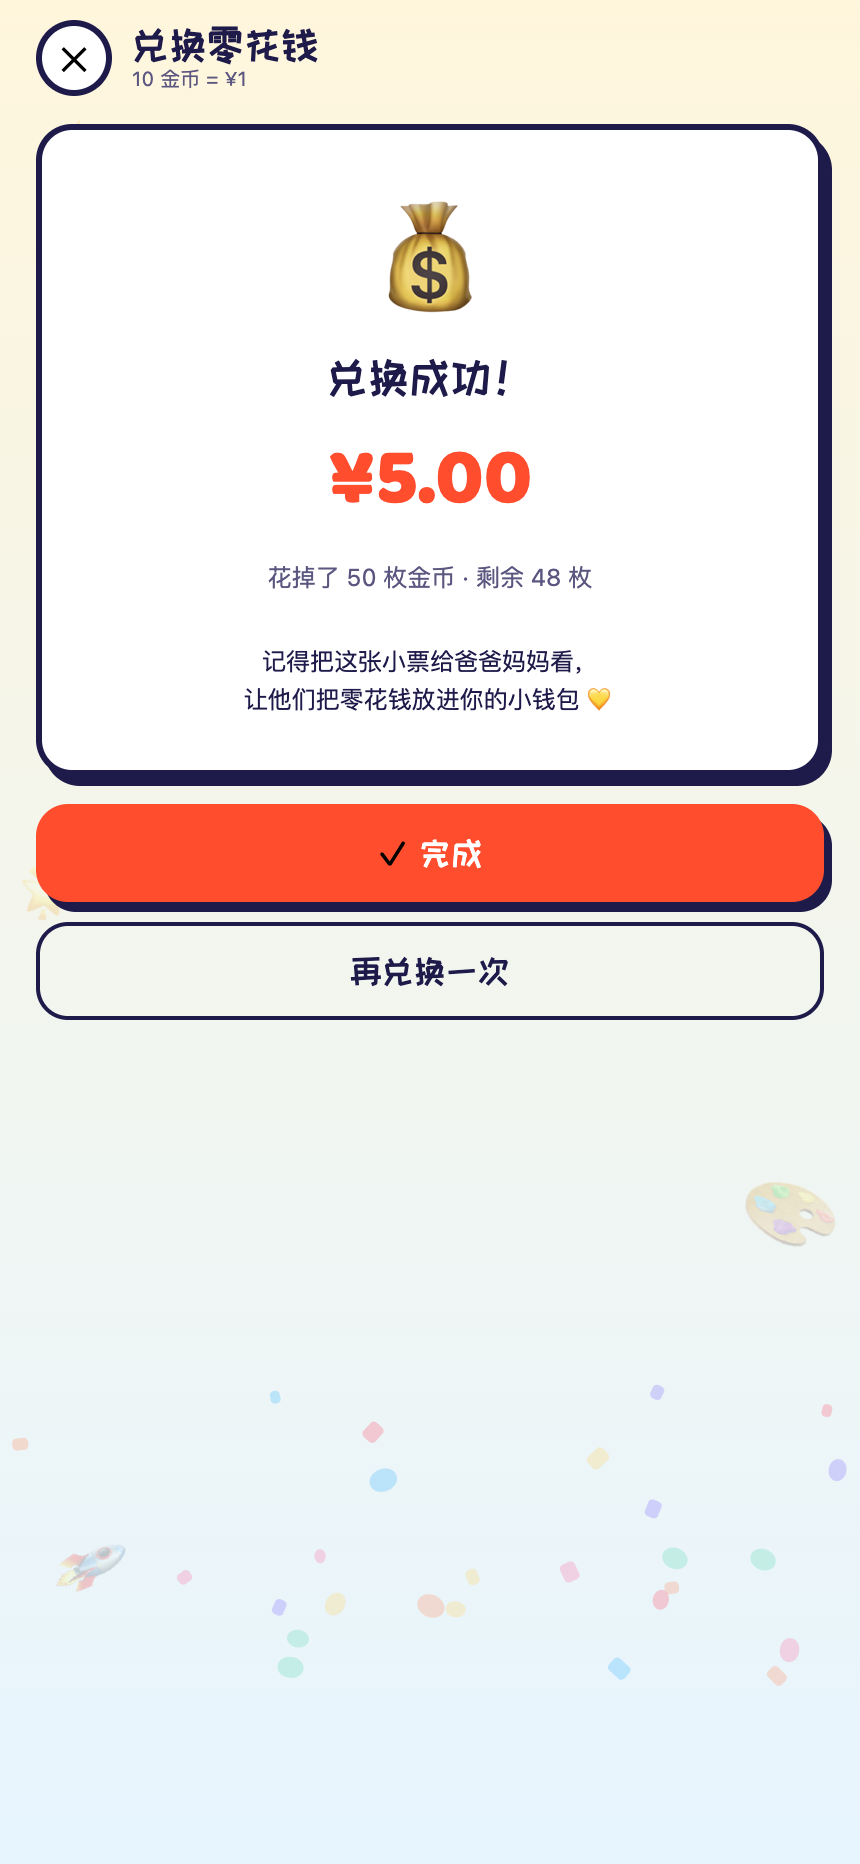 兑换零花钱
10 金币 = ¥1
$
兑换成功！
¥5.00
花掉了 50 枚金币 · 剩余 48 枚
记得把这张小票给爸爸妈妈看，
让他们把零花钱放进你的小钱包 💛
✓ 完成
再兑换一次